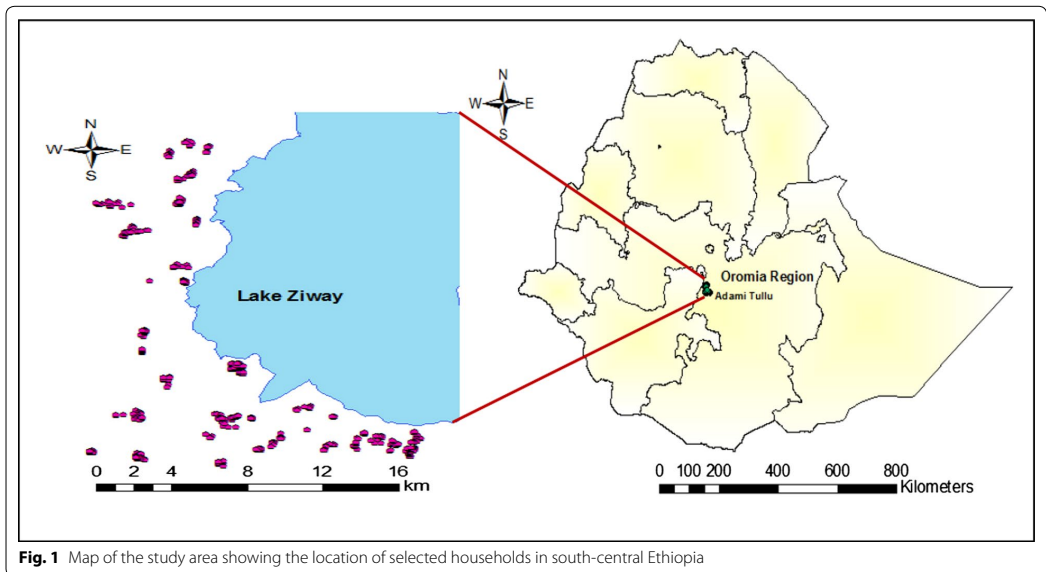 N
W E
S
N
W E
S
Lake Ziway
Oromia Region
Adami Tullu
0 2 4 8 12 16
km
0 100 200 400 600 800
Kilometers
Fig. 1 Map of the study area showing the location of selected households in south-central Ethiopia